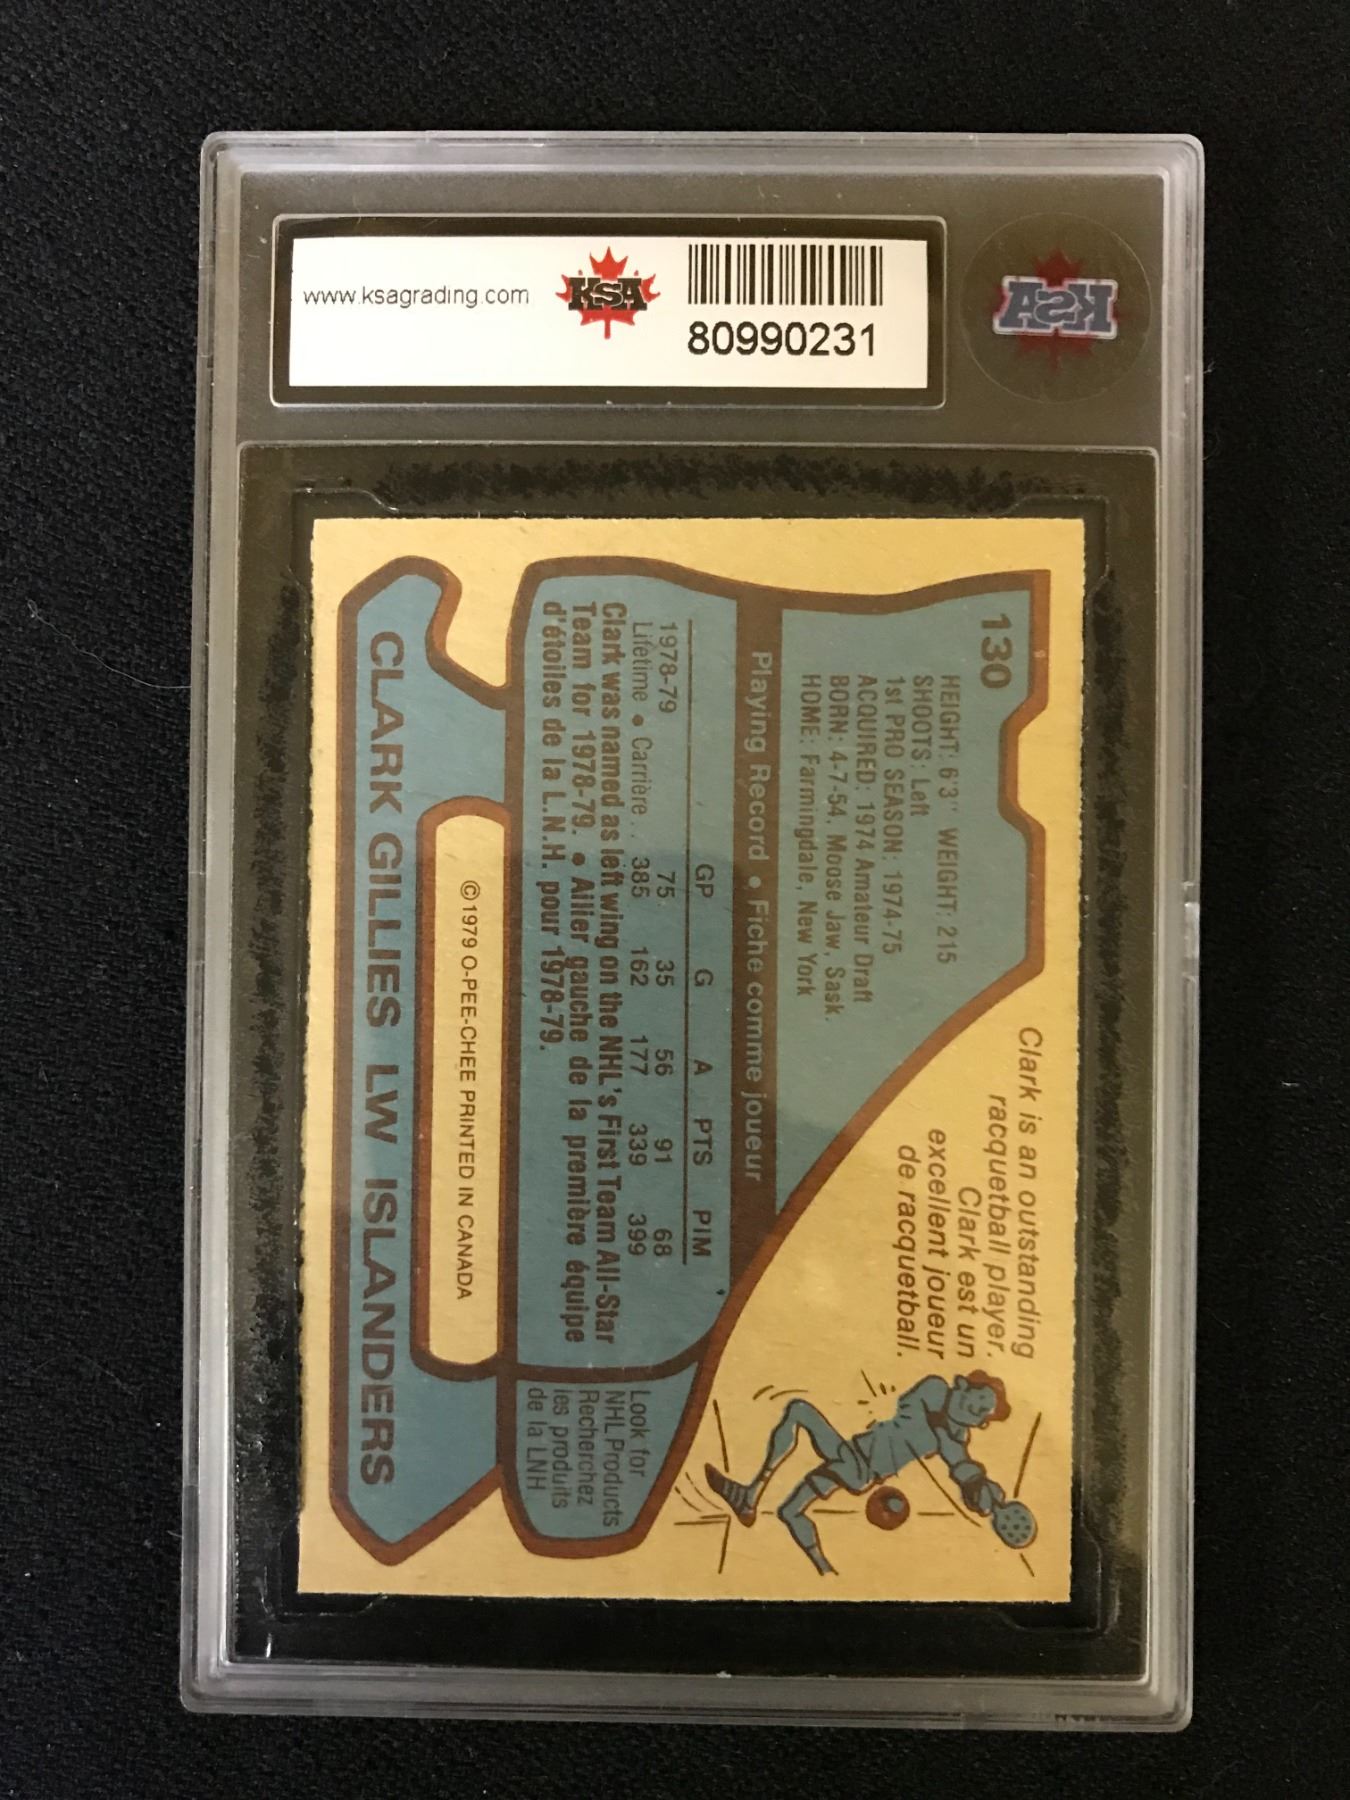 www.ksagrading.com
KSA
80990231
KSA
130
HEIGHT: 6'3" WEIGHT: 215
SHOOTS: Left
1st PRO SEASON: 1974-75
ACQUIRED: 1974 Amateur Draft
BORN: 4-7-54, Moose Jaw, Sask.
HOME: Farmingdale, New York
Clark is an outstanding
racquetball player.
Clark est un
excellent joueur
de racquetball.
Playing Record • Fiche comme joueur
GP G A PTS PIM
1978-79 75 35 56 91 68
Lifetime • Carrière . . 385 162 177 339 399
Clark was named as left wing on the NHL's First Team All-Star
Team for 1978-79. • Ailier gauche de la première équipe
d'étoiles de la L.N.H. pour 1978-79.
Look for
NHL Products
Recherchez
les produits
de la LNH
©1979 O-PEE-CHEE PRINTED IN CANADA
CLARK GILLIES LW ISLANDERS